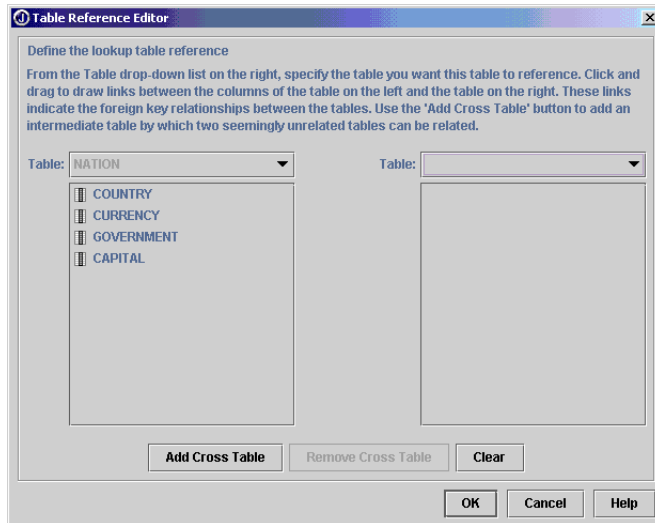 Table Reference Editor
Define the lookup table reference
From the Table drop-down list on the right, specify the table you want this table to reference. Click and
drag to draw links between the columns of the table on the left and the table on the right. These links
indicate the foreign key relationships between the tables. Use the 'Add Cross Table' button to add an
intermediate table by which two seemingly unrelated tables can be related.
Table: NATION Table:
COUNTRY
CURRENCY
GOVERNMENT
CAPITAL
Add Cross Table Remove Cross Table Clear
OK Cancel Help